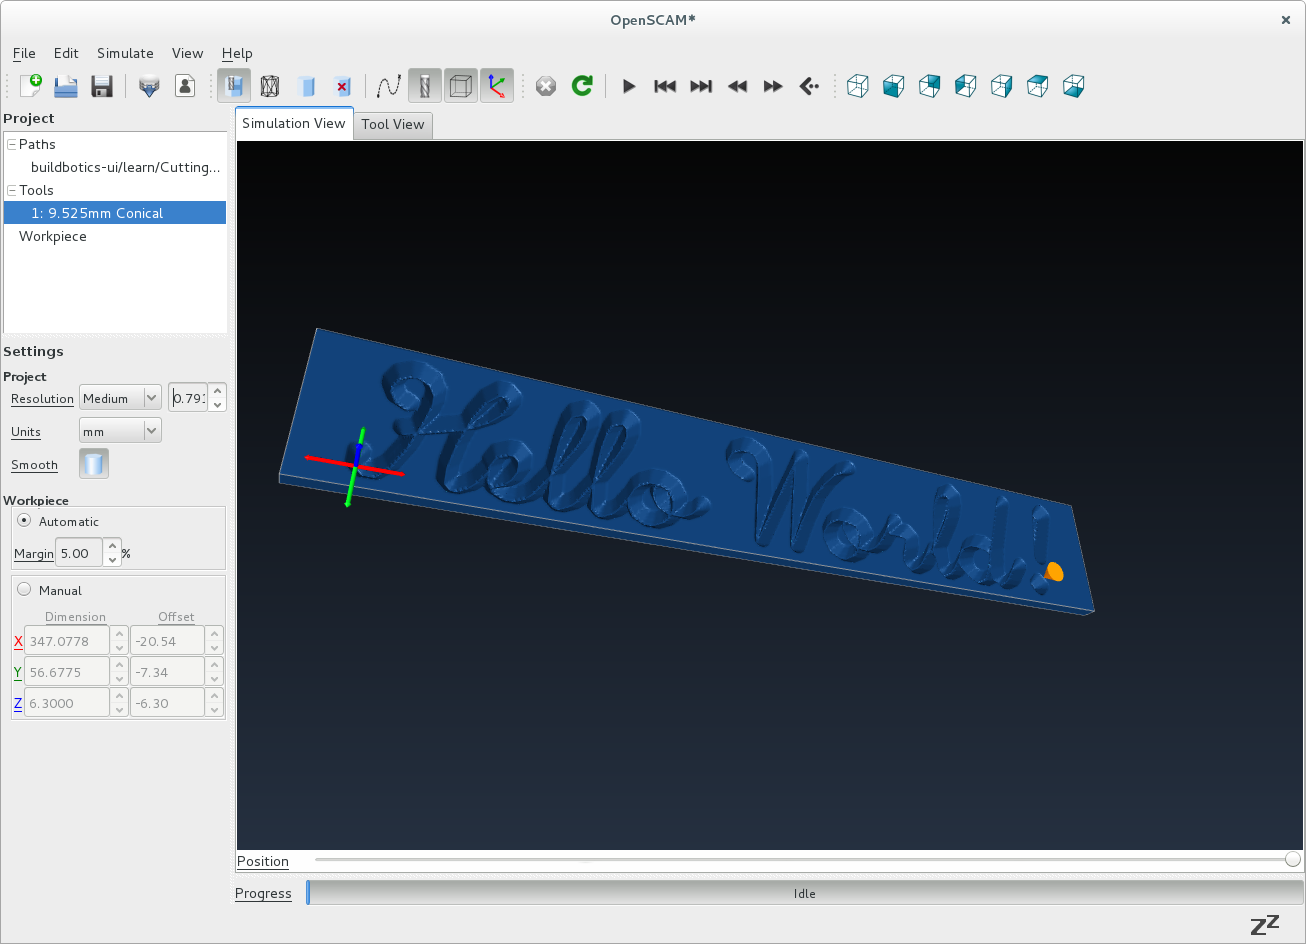 OpenSCAM*
File Edit Simulate View Help
Project
Simulation View Tool View
Paths
buildbotics-ui/learn/Cutting...
Tools
1: 9.525mm Conical
Workpiece
Hello World!
Settings
Project
Resolution Medium
Units mm
Smooth
Workpiece
Automatic
Margin 5.00 %
Manual
Dimension Offset
X 347.0778 -20.54
Y 56.6775 -7.34
Z 6.3000 -6.30
Position
Progress Idle
zZ